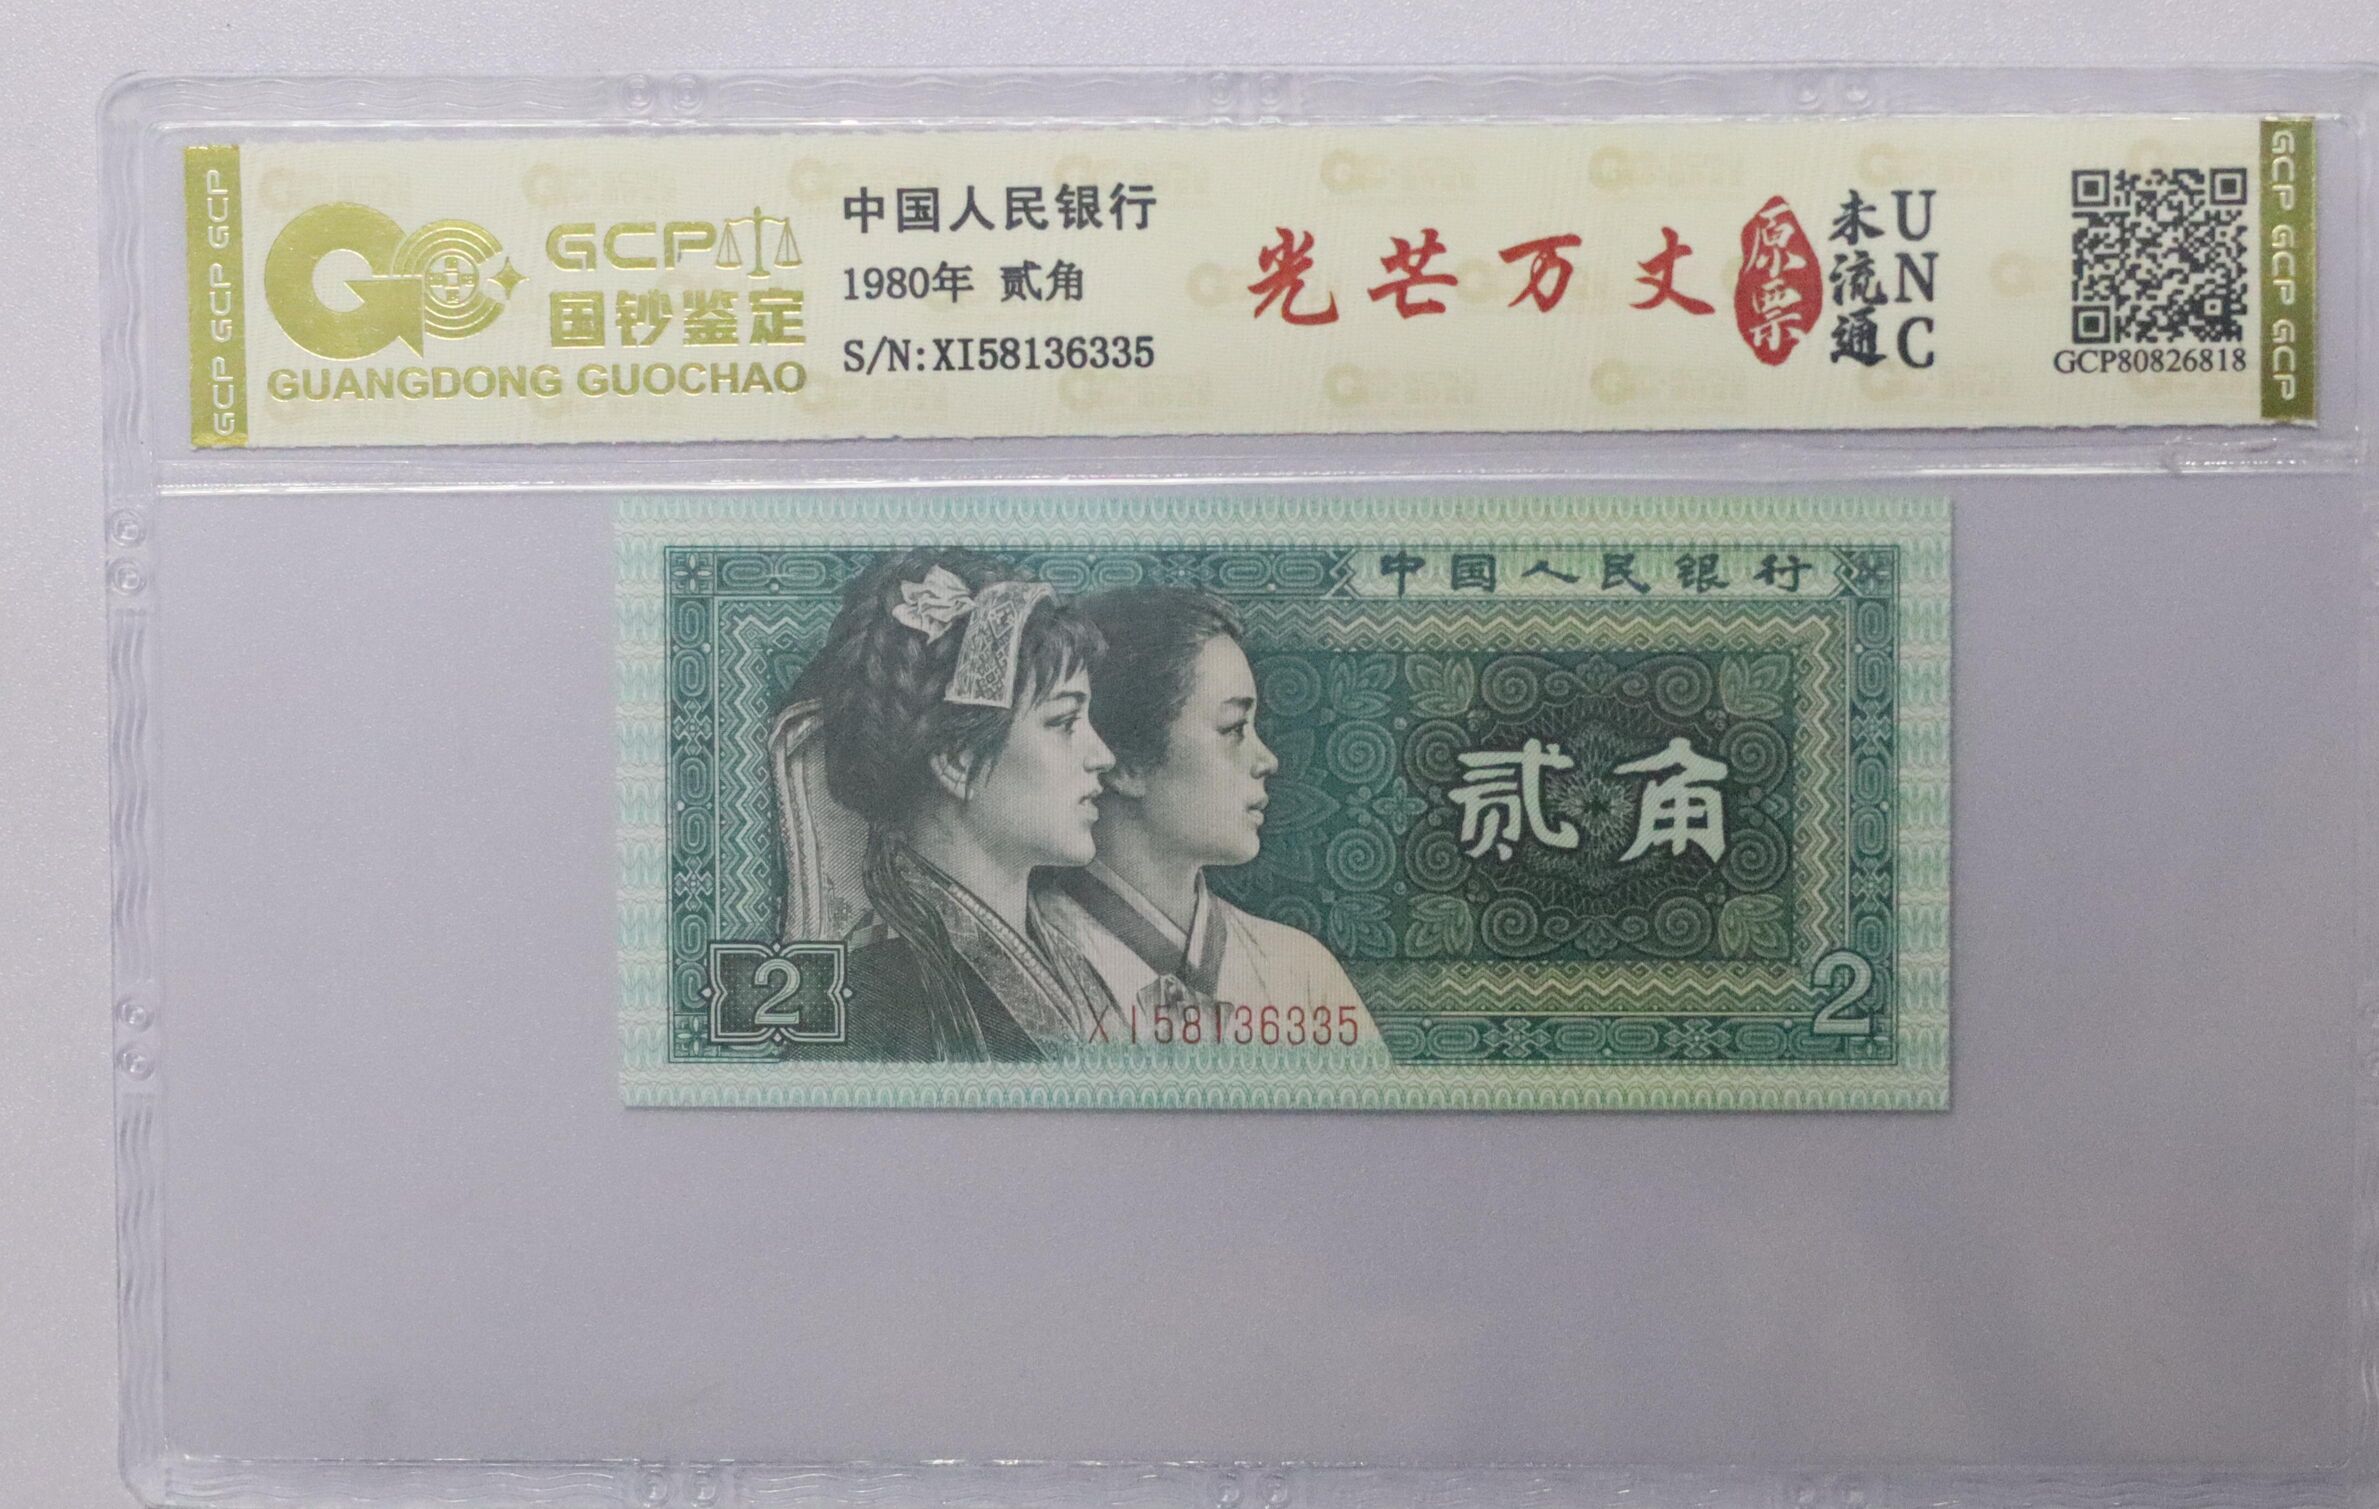 GCP GCP GCP
GCP
国钞鉴定
GUANGDONG GUOCHAO
中国人民银行
1980年 贰角
S/N:XI58136335
光芒万丈
原票
未流通
UNC
GCP80826818
GCP GCP GCP
中国人民银行
贰角
2
XI58136335
2